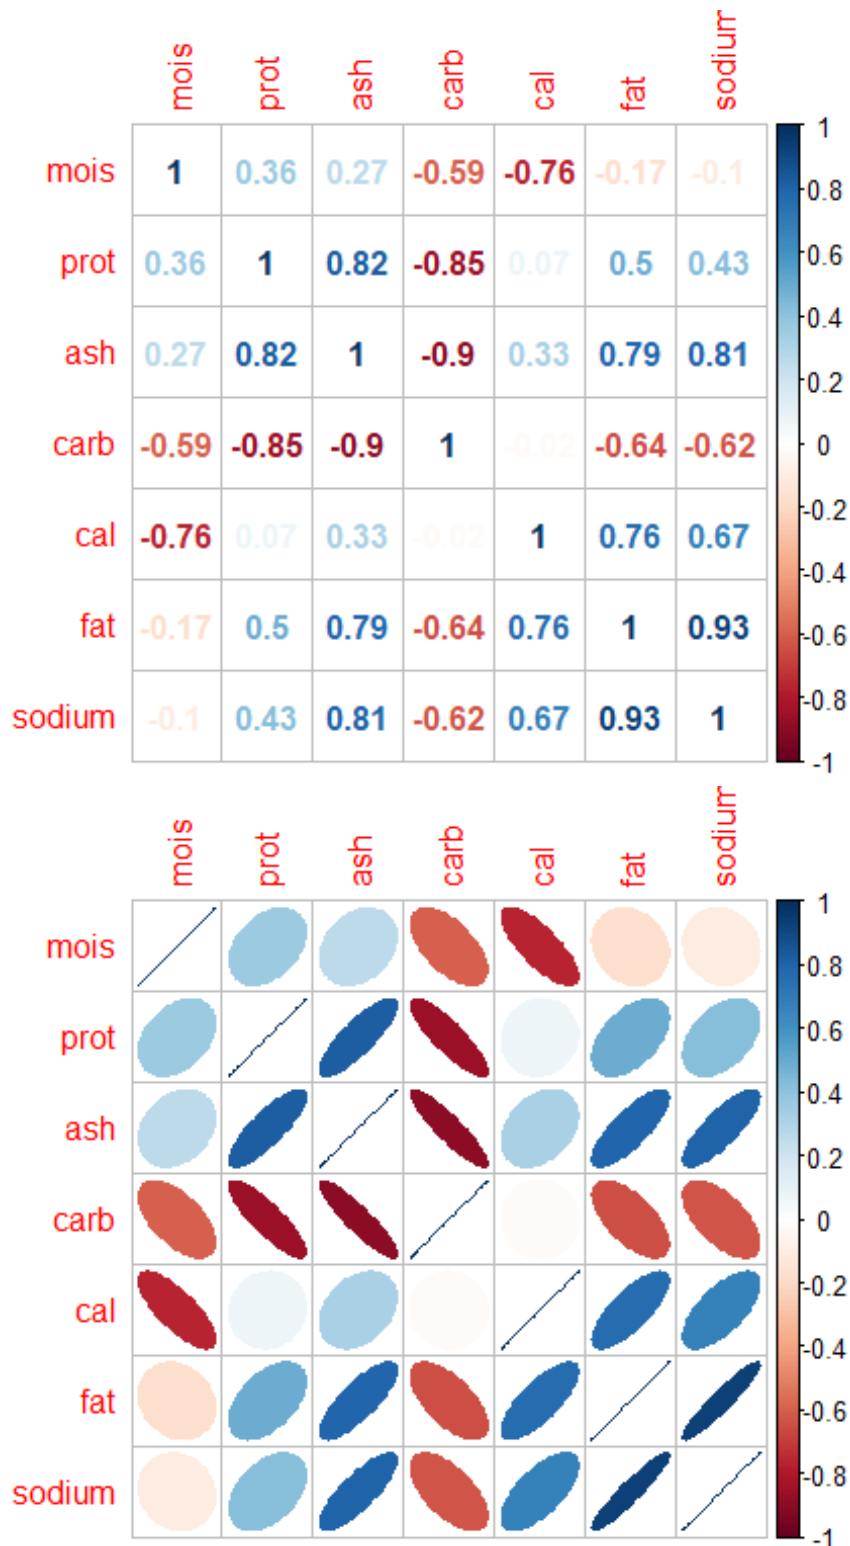 mois prot ash carb cal fat sodium
1
mois 1 0.36 0.27 -0.59 -0.76 -0.17 -0.1
0.8
prot 0.36 1 0.82 -0.85 0.07 0.5 0.43
0.6
0.4
ash 0.27 0.82 1 -0.9 0.33 0.79 0.81
0.2
carb -0.59 -0.85 -0.9 1 -0.02 -0.64 -0.62
0
-0.2
cal -0.76 0.07 0.33 -0.02 1 0.76 0.67
-0.4
fat -0.17 0.5 0.79 -0.64 0.76 1 0.93
-0.6
-0.8
sodium -0.1 0.43 0.81 -0.62 0.67 0.93 1
-1
mois prot ash carb cal fat sodium
1
mois
0.8
prot
0.6
0.4
ash
0.2
carb
0
-0.2
cal
-0.4
fat
-0.6
-0.8
sodium
-1